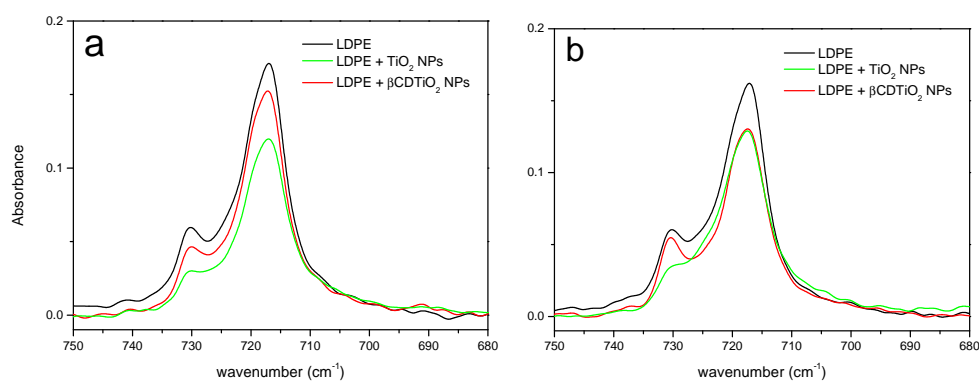 a
LDPE
LDPE + TiO₂ NPs
LDPE + βCDTiO₂ NPs
Absorbance
0.2
0.1
0.0
750 740 730 720 710 700 690 680
wavenumber (cm⁻¹)
b
LDPE
LDPE + TiO₂ NPs
LDPE + βCDTiO₂ NPs
0.2
0.1
0.0
750 740 730 720 710 700 690 680
wavenumber (cm⁻¹)